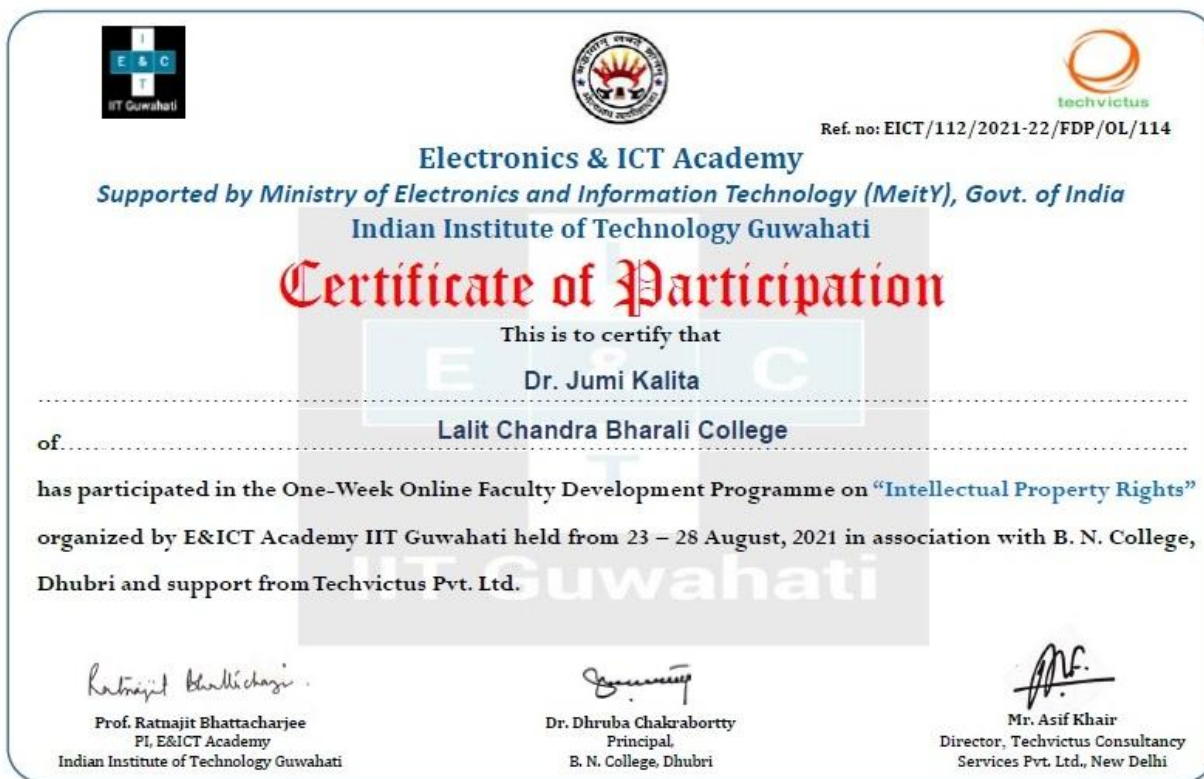 I
E & C
T
IIT Guwahati
techvictus
Ref. no: EICT/112/2021-22/FDP/OL/114
Electronics & ICT Academy
Supported by Ministry of Electronics and Information Technology (MeitY), Govt. of India
Indian Institute of Technology Guwahati
Certificate of Participation
This is to certify that
Dr. Jumi Kalita
of Lalit Chandra Bharali College
has participated in the One-Week Online Faculty Development Programme on “Intellectual Property Rights”
organized by E&ICT Academy IIT Guwahati held from 23 – 28 August, 2021 in association with B. N. College,
Dhubri and support from Techvictus Pvt. Ltd.
I
E & C
T
IIT Guwahati
Prof. Ratnajit Bhattacharjee
PI, E&ICT Academy
Indian Institute of Technology Guwahati
Dr. Dhruba Chakrabortty
Principal,
B. N. College, Dhubri
Mr. Asif Khair
Director, Techvictus Consultancy
Services Pvt. Ltd., New Delhi